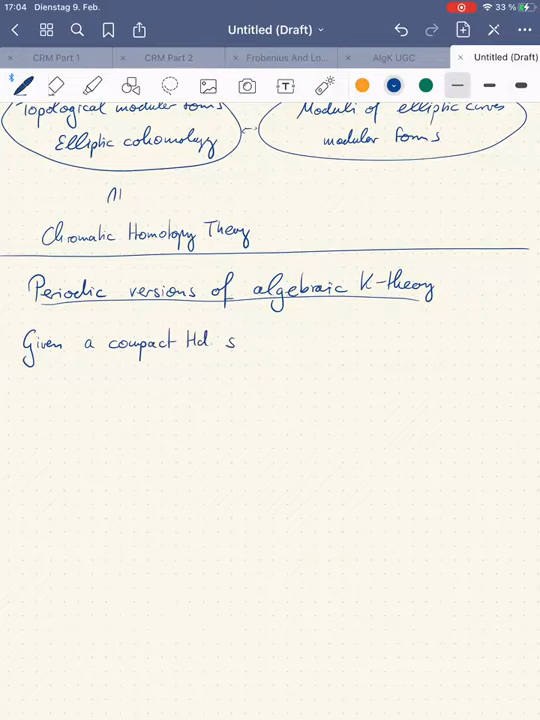 17:04 Dienstag 9. Feb.
33 %
Untitled (Draft)
CRM Part 1
CRM Part 2
Frobenius And Lo...
AlgK UGC
Untitled (Draft)
T
Topological modular forms
Elliptic cohomology
Moduli of elliptic curves
modular forms
Chromatic Homotopy Theory
Periodic versions of algebraic K-theory
Given a compact Hd. s